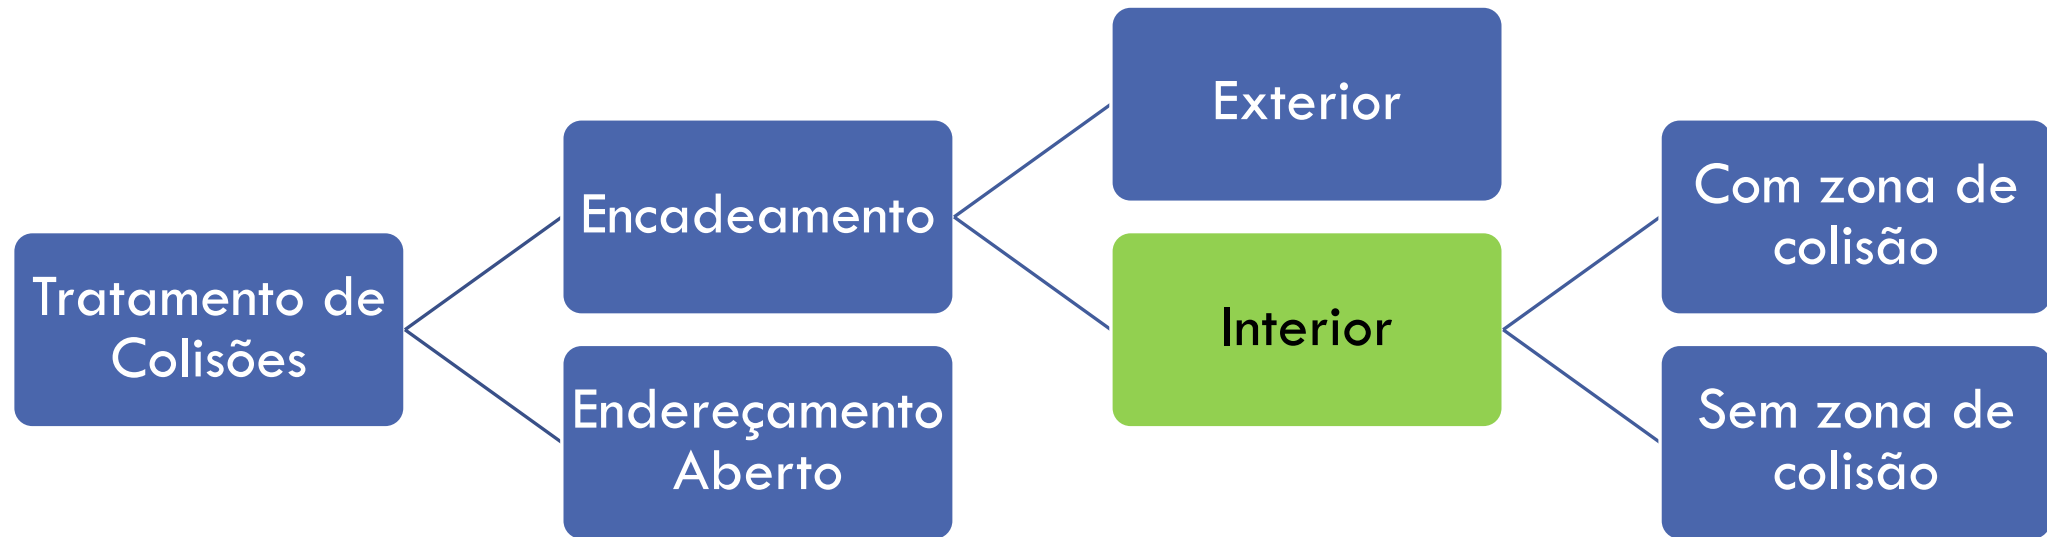 Tratamento de
Colisões
Encadeamento
Endereçamento
Aberto
Exterior
Interior
Com zona de
colisão
Sem zona de
colisão